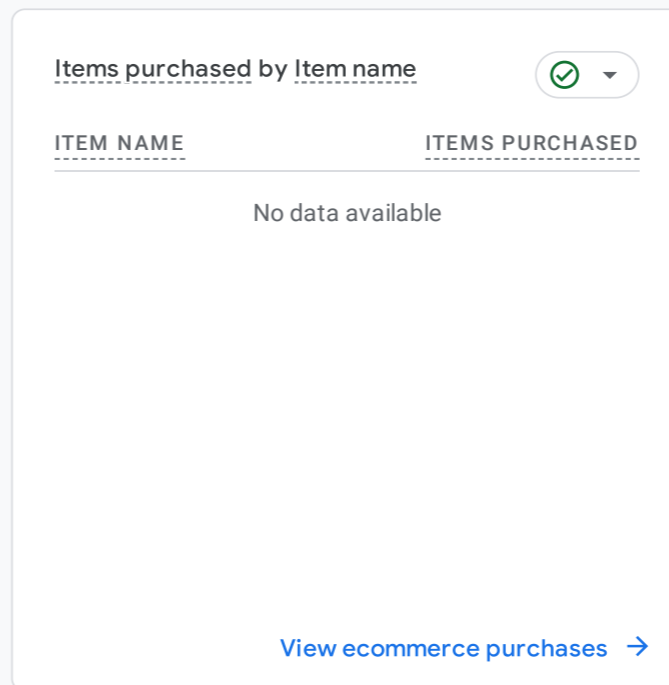 Items purchased by Item name
ITEM NAME ITEMS PURCHASED
No data available
View ecommerce purchases